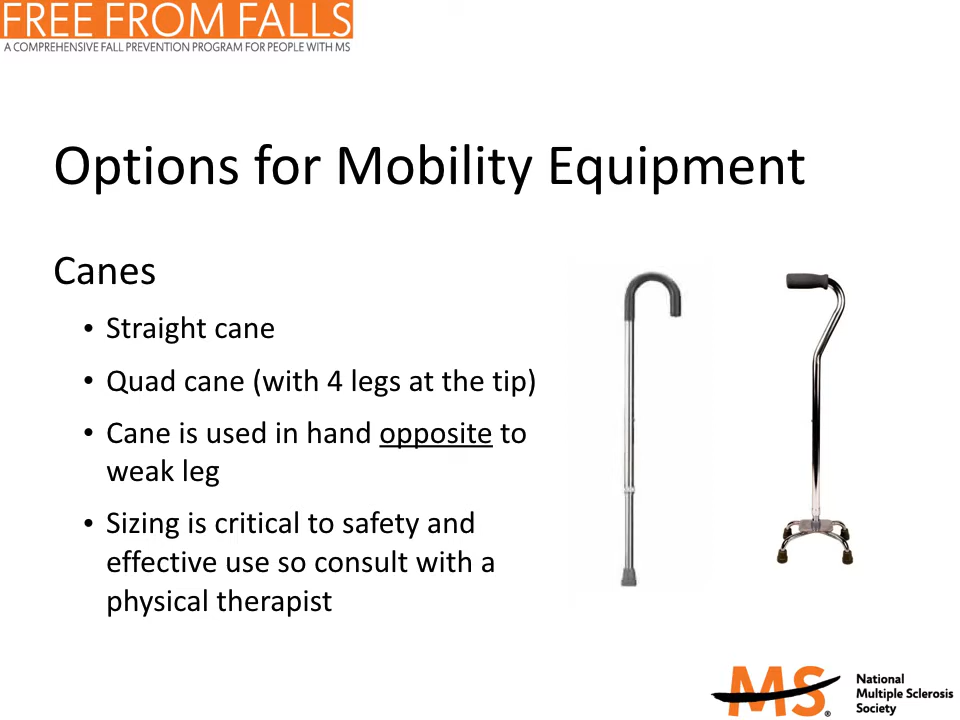 FREE FROM FALLS
A COMPREHENSIVE FALL PREVENTION PROGRAM FOR PEOPLE WITH MS
Options for Mobility Equipment
Canes
• Straight cane
• Quad cane (with 4 legs at the tip)
• Cane is used in hand opposite to
weak leg
• Sizing is critical to safety and
effective use so consult with a
physical therapist
MS®
National
Multiple Sclerosis
Society